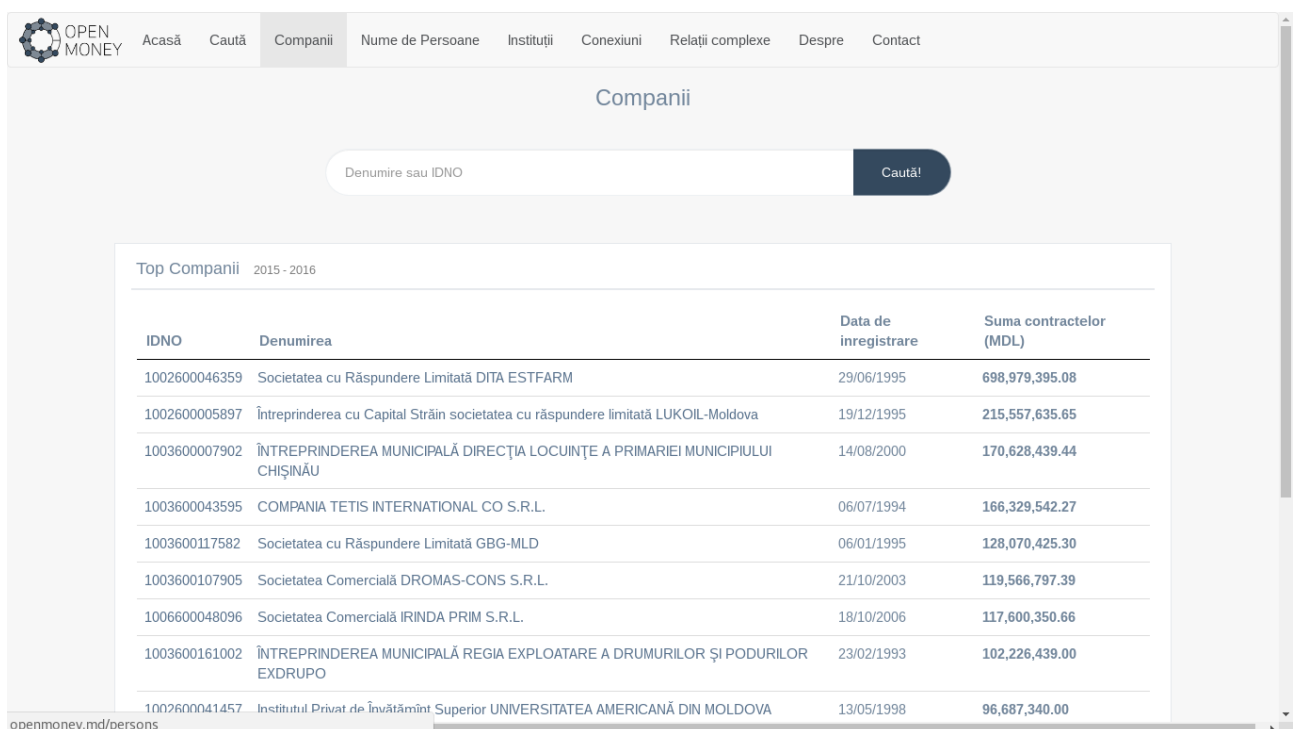 OPEN
MONEY
Acasă Caută Companii Nume de Persoane Instituții Conexiuni Relații complexe Despre Contact
Companii
Denumire sau IDNO Caută!
Top Companii 2015 - 2016
IDNO Denumirea Data de inregistrare Suma contractelor (MDL)
1002600046359 Societatea cu Răspundere Limitată DITA ESTFARM 29/06/1995 698,979,395.08
1002600005897 Întreprinderea cu Capital Străin societatea cu răspundere limitată LUKOIL-Moldova 19/12/1995 215,557,635.65
1003600007902 ÎNTREPRINDEREA MUNICIPALĂ DIRECŢIA LOCUINŢE A PRIMARIEI MUNICIPIULUI 14/08/2000 170,628,439.44
CHIŞINĂU
1003600043595 COMPANIA TETIS INTERNATIONAL CO S.R.L. 06/07/1994 166,329,542.27
1003600117582 Societatea cu Răspundere Limitată GBG-MLD 06/01/1995 128,070,425.30
1003600107905 Societatea Comercială DROMAS-CONS S.R.L. 21/10/2003 119,566,797.39
1006600048096 Societatea Comercială IRINDA PRIM S.R.L. 18/10/2006 117,600,350.66
1003600161002 ÎNTREPRINDEREA MUNICIPALĂ REGIA EXPLOATARE A DRUMURILOR ŞI PODURILOR 23/02/1993 102,226,439.00
EXDRUPO
1002600041457 Institutul Privat de Învăţămînt Superior UNIVERSITATEA AMERICANĂ DIN MOLDOVA 13/05/1998 96,687,340.00
openmoney.md/persons